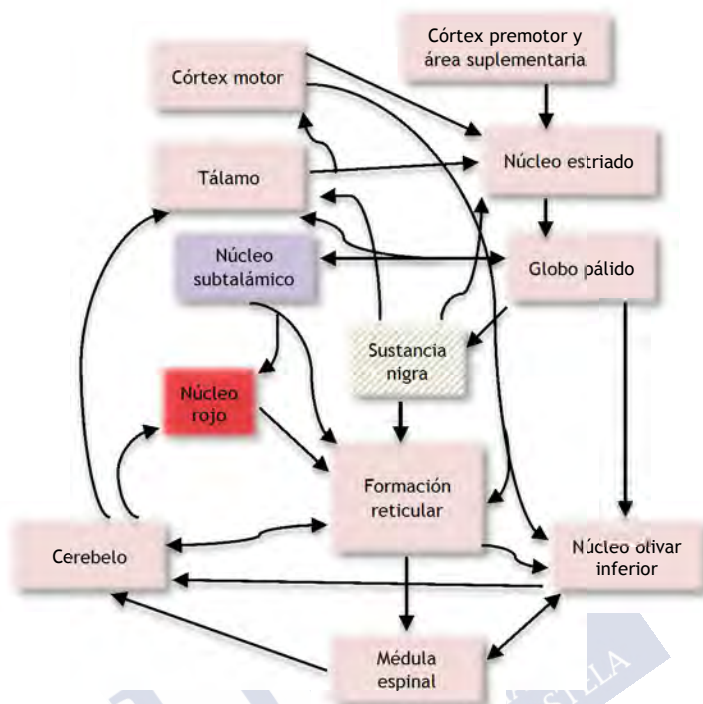 Córtex premotor y
área suplementaria
Córtex motor
Tálamo
Núcleo estriado
Núcleo
subtalámico
Globo pálido
Sustancia
nigra
Núcleo
rojo
Formación
reticular
Cerebelo
Núcleo olivar
inferior
Médula
espinal
STELA